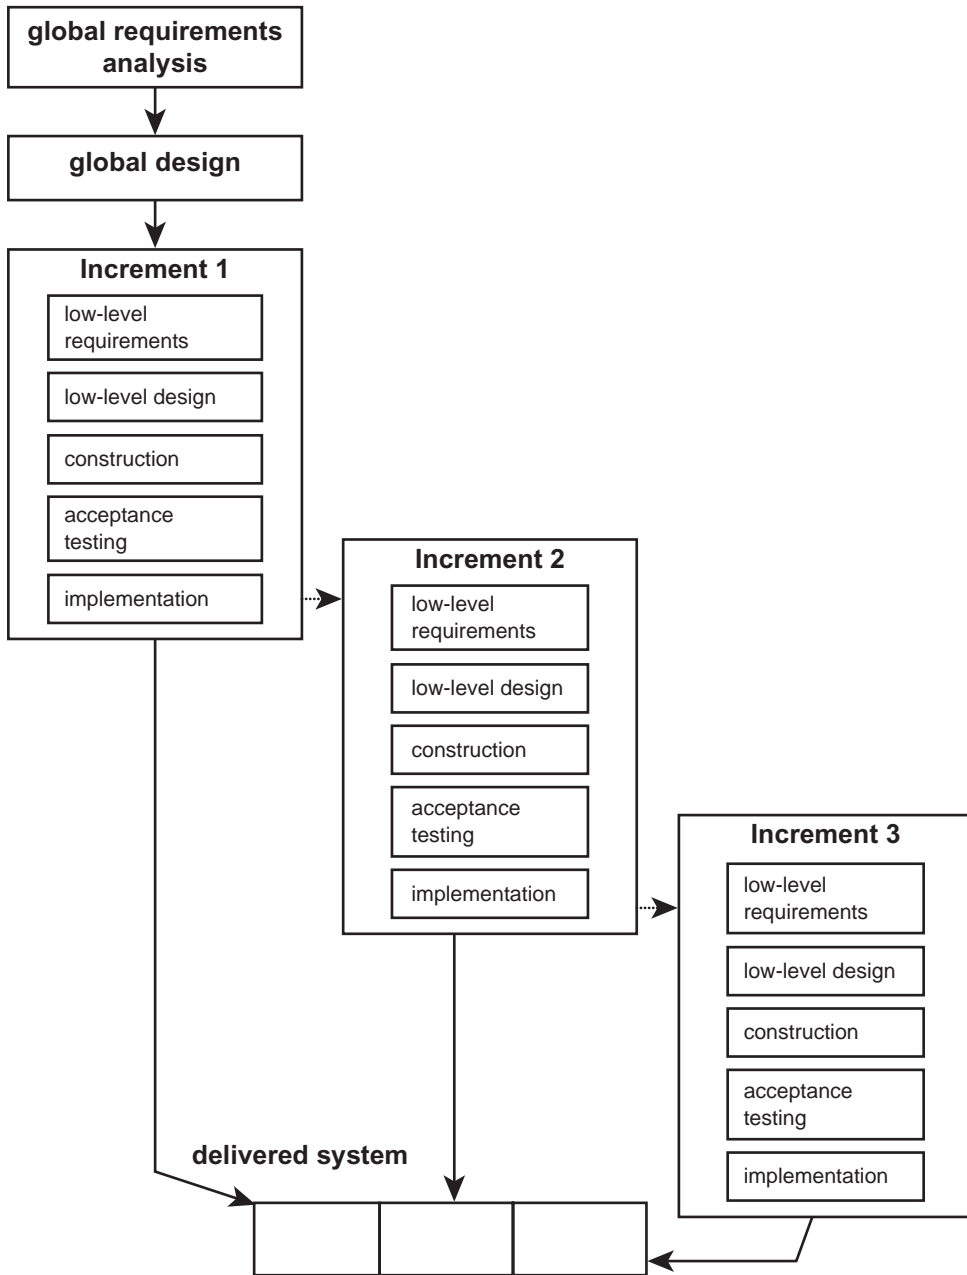 global requirements
analysis
global design
Increment 1
low-level
requirements
low-level design
construction
acceptance
testing
implementation
Increment 2
low-level
requirements
low-level design
construction
acceptance
testing
implementation
Increment 3
low-level
requirements
low-level design
construction
acceptance
testing
implementation
delivered system